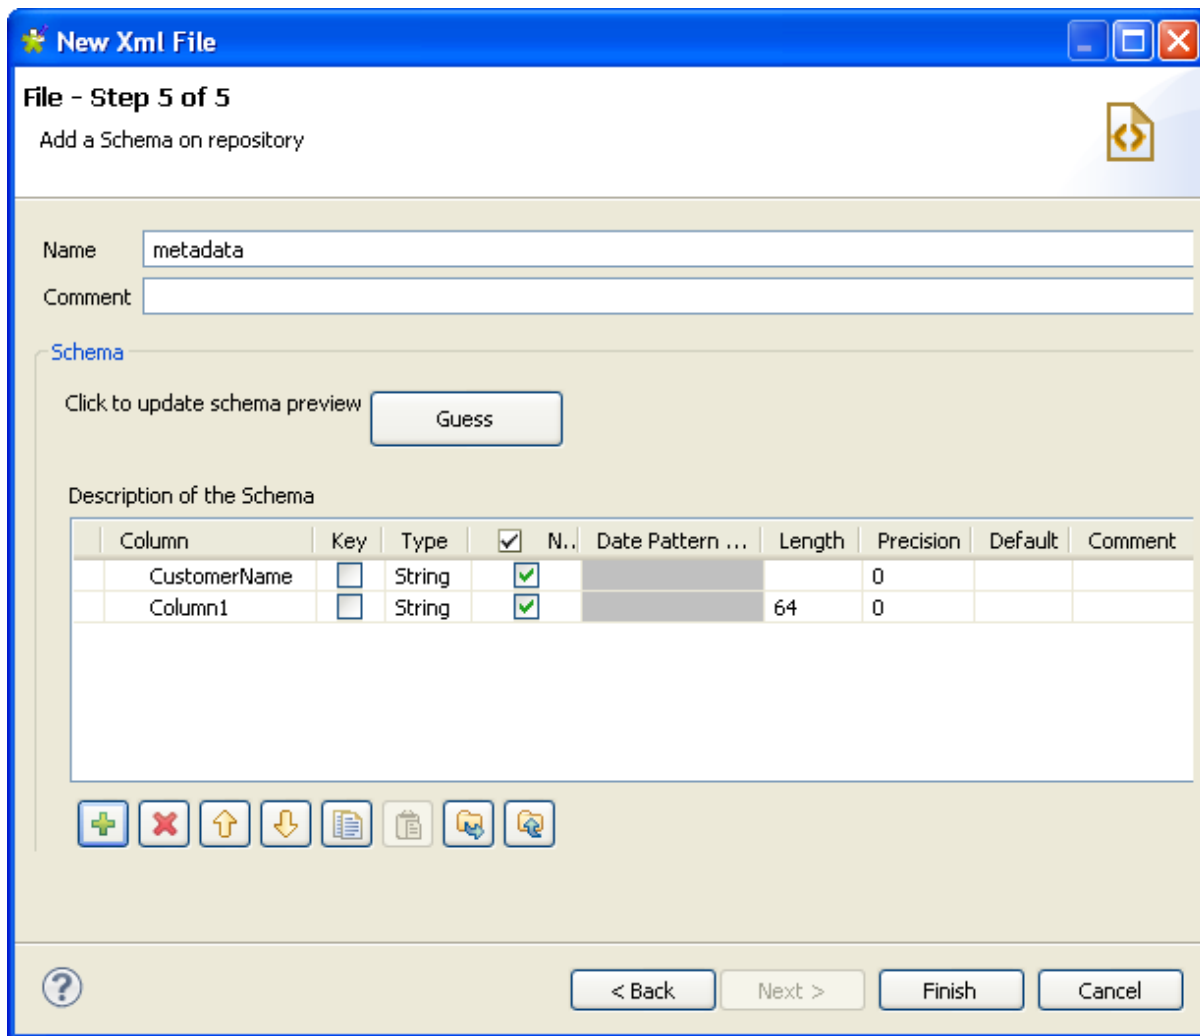 New Xml File
File - Step 5 of 5
Add a Schema on repository
Name metadata
Comment
Schema
Click to update schema preview Guess
Description of the Schema
Column Key Type N.. Date Pattern ... Length Precision Default Comment
CustomerName String 0
Column1 String 64 0
< Back Next > Finish Cancel